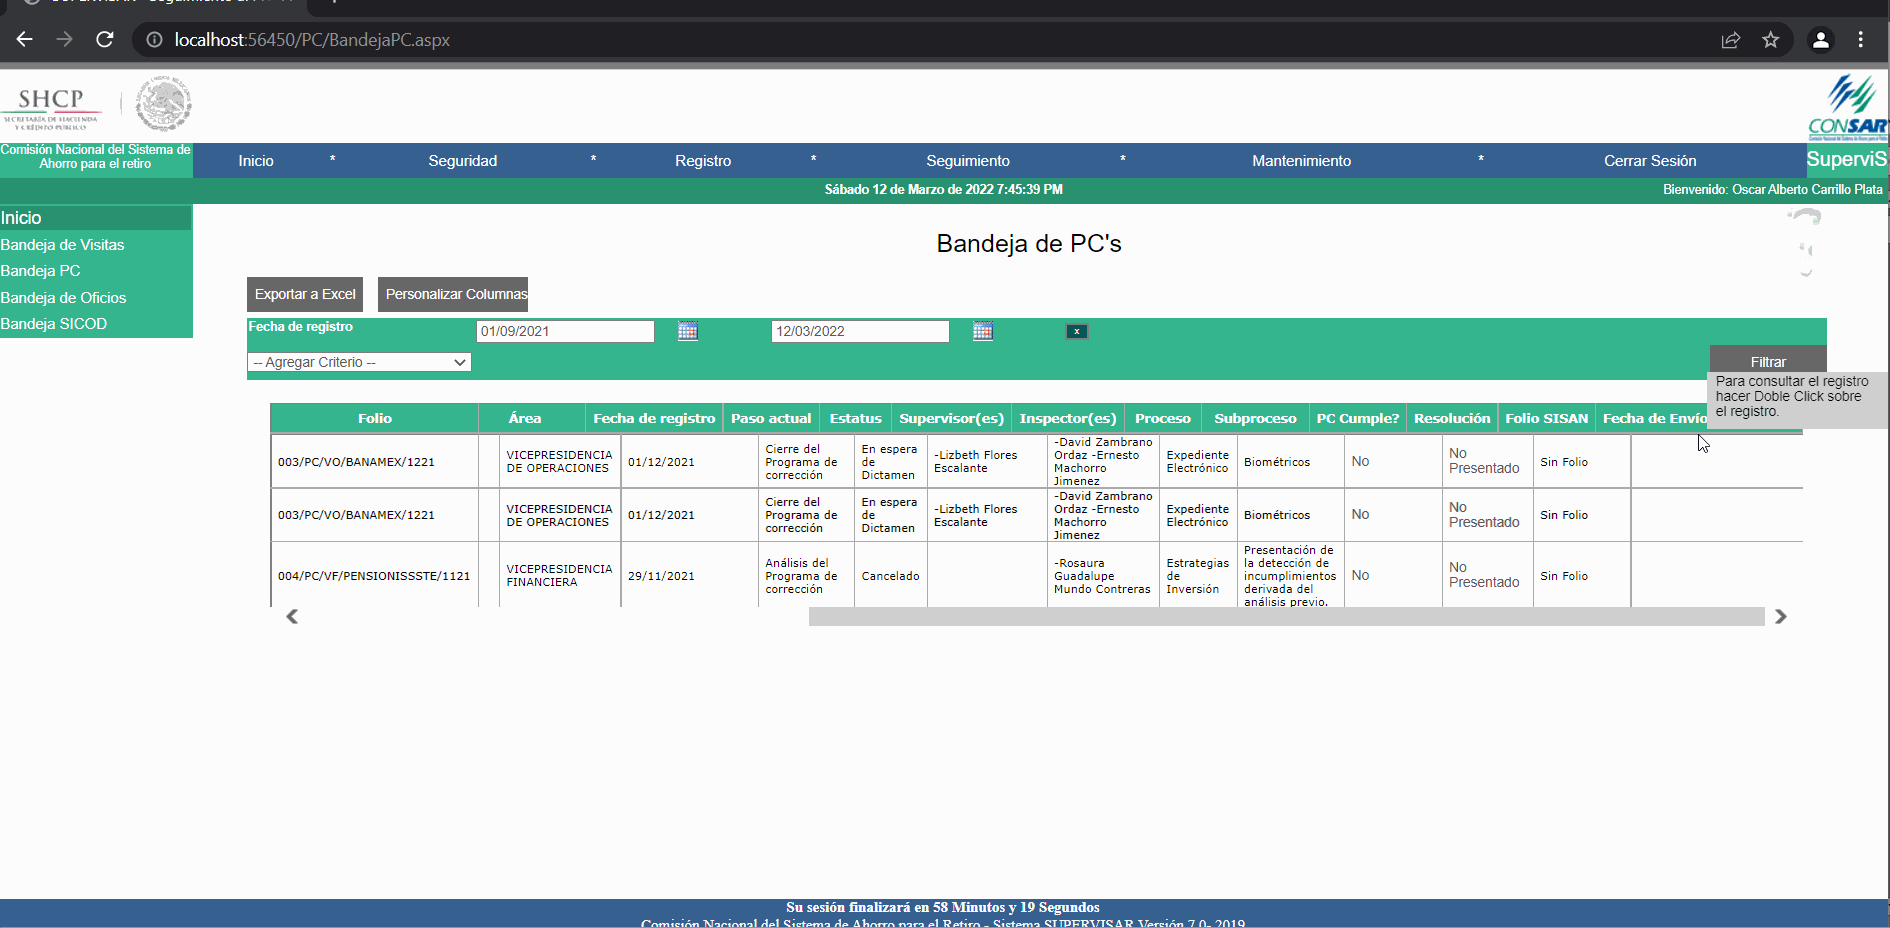 localhost:56450/PC/BandejaPC.aspx
SHCP
SECRETARÍA DE HACIENDA
Y CRÉDITO PÚBLICO
CONSAR
Comisión Nacional del Sistema de
Ahorro para el retiro
Inicio * Seguridad * Registro * Seguimiento * Mantenimiento * Cerrar Sesión
SuperviS
Sábado 12 de Marzo de 2022 7:45:39 PM
Bienvenido: Oscar Alberto Carrillo Plata
Inicio
Bandeja de Visitas
Bandeja PC
Bandeja de Oficios
Bandeja SICOD
Bandeja de PC's
Exportar a Excel
Personalizar Columnas
Fecha de registro 01/09/2021 12/03/2022 x
-- Agregar Criterio --
Filtrar
Para consultar el registro
hacer Doble Click sobre
el registro.
Folio Área Fecha de registro Paso actual Estatus Supervisor(es) Inspector(es) Proceso Subproceso PC Cumple? Resolución Folio SISAN Fecha de Envío
003/PC/VO/BANAMEX/1221
VICEPRESIDENCIA
DE OPERACIONES
01/12/2021
Cierre del
Programa de
corrección
En espera
de
Dictamen
-Lizbeth Flores
Escalante
-David Zambrano
Ordaz -Ernesto
Machorro
Jimenez
Expediente
Electrónico
Biométricos
No
No
Presentado
Sin Folio
003/PC/VO/BANAMEX/1221
VICEPRESIDENCIA
DE OPERACIONES
01/12/2021
Cierre del
Programa de
corrección
En espera
de
Dictamen
-Lizbeth Flores
Escalante
-David Zambrano
Ordaz -Ernesto
Machorro
Jimenez
Expediente
Electrónico
Biométricos
No
No
Presentado
Sin Folio
004/PC/VF/PENSIONISSSTE/1121
VICEPRESIDENCIA
FINANCIERA
29/11/2021
Análisis del
Programa de
corrección
Cancelado
-Rosaura
Guadalupe
Mundo Contreras
Estrategias
de
Inversión
Presentación de
la detección de
incumplimientos
derivada del
análisis previo.
No
No
Presentado
Sin Folio
Su sesión finalizará en 58 Minutos y 19 Segundos
Comisión Nacional del Sistema de Ahorro para el Retiro - Sistema SUPERVISAR Versión 7.0- 2019